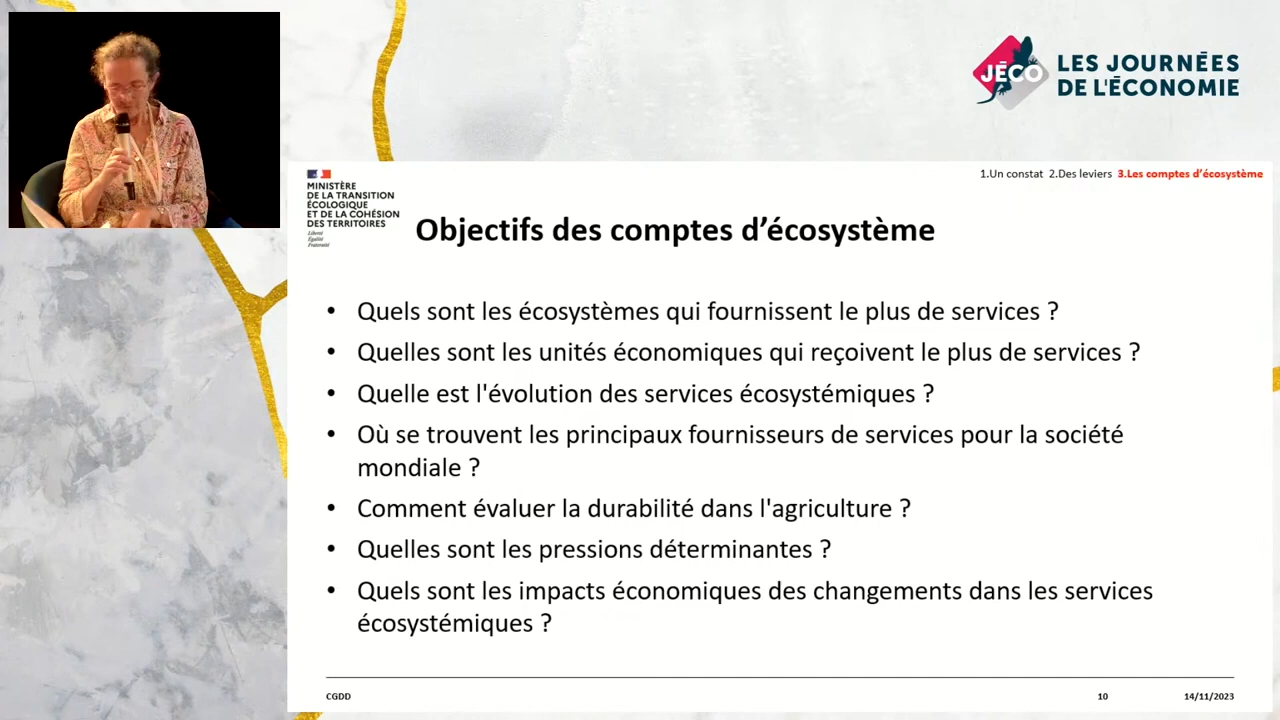 JÉCO
LES JOURNÉES
DE L'ÉCONOMIE
1.Un constat 2.Des leviers 3.Les comptes d’écosystème
MINISTÈRE
DE LA TRANSITION
ÉCOLOGIQUE
ET DE LA COHÉSION
DES TERRITOIRES
Liberté
Égalité
Fraternité
Objectifs des comptes d’écosystème
• Quels sont les écosystèmes qui fournissent le plus de services ?
• Quelles sont les unités économiques qui reçoivent le plus de services ?
• Quelle est l'évolution des services écosystémiques ?
• Où se trouvent les principaux fournisseurs de services pour la société
mondiale ?
• Comment évaluer la durabilité dans l'agriculture ?
• Quelles sont les pressions déterminantes ?
• Quels sont les impacts économiques des changements dans les services
écosystémiques ?
CGDD
10
14/11/2023